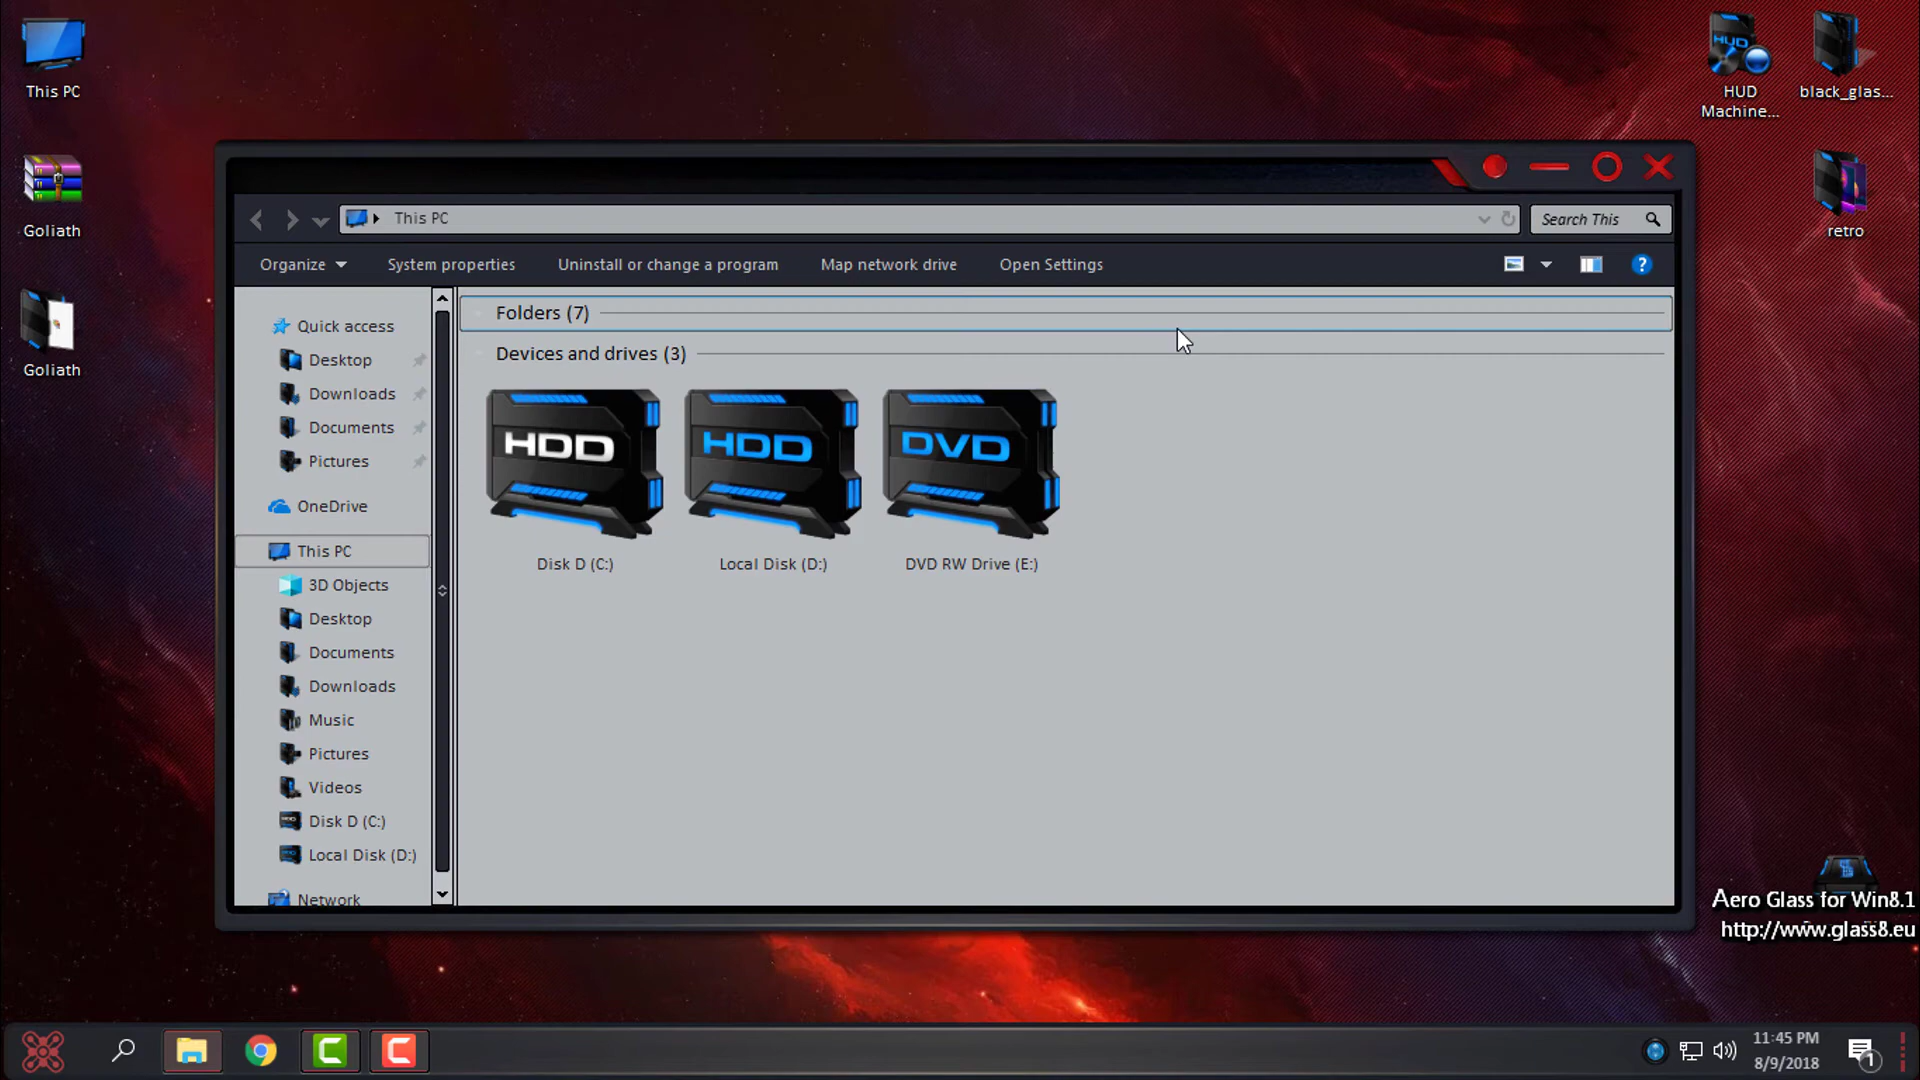 This PC
Goliath
Goliath
HUD
HUD
Machine...
black_glas...
retro
This PC
Search This
Organize
System properties
Uninstall or change a program
Map network drive
Open Settings
?
Quick access
Desktop
Downloads
Documents
Pictures
OneDrive
This PC
3D Objects
Desktop
Documents
Downloads
Music
Pictures
Videos
Disk D (C:)
Local Disk (D:)
Network
Folders (7)
Devices and drives (3)
HDD
HDD
DVD
Disk D (C:)
Local Disk (D:)
DVD RW Drive (E:)
Aero Glass for Win8.1
http://www.glass8.eu
11:45 PM
8/9/2018
1